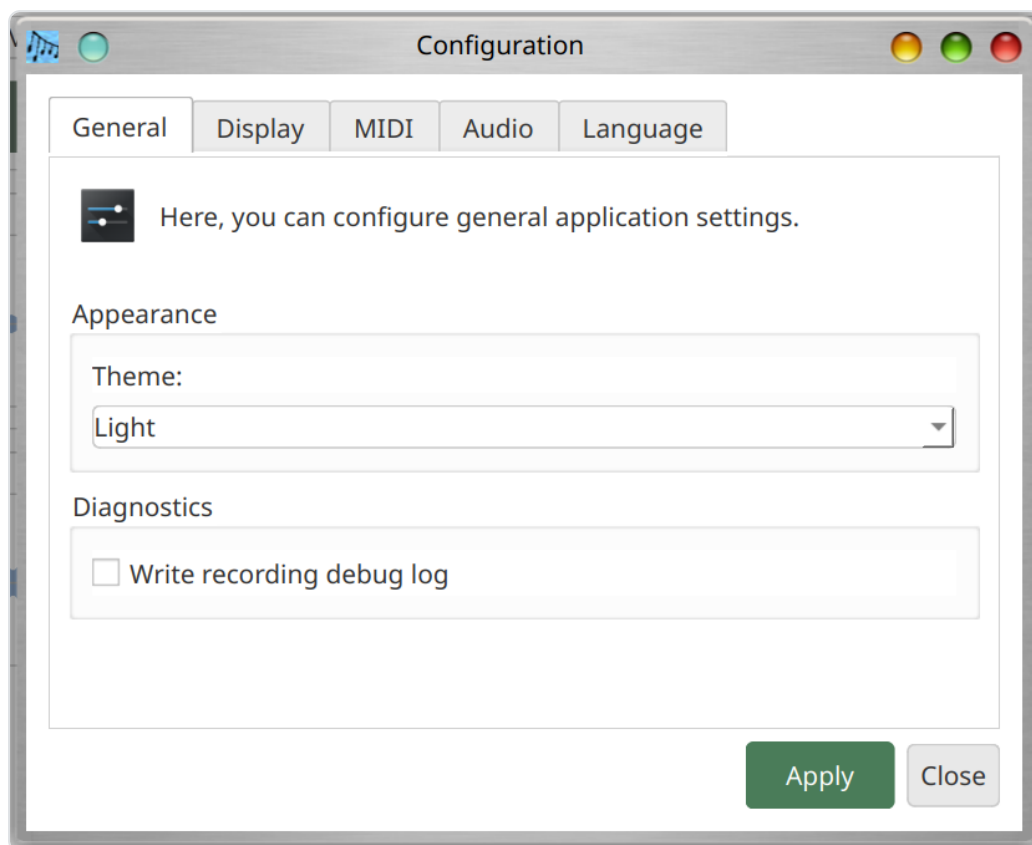 Configuration
General Display MIDI Audio Language
Here, you can configure general application settings.
Appearance
Theme:
Light
Diagnostics
Write recording debug log
Apply Close